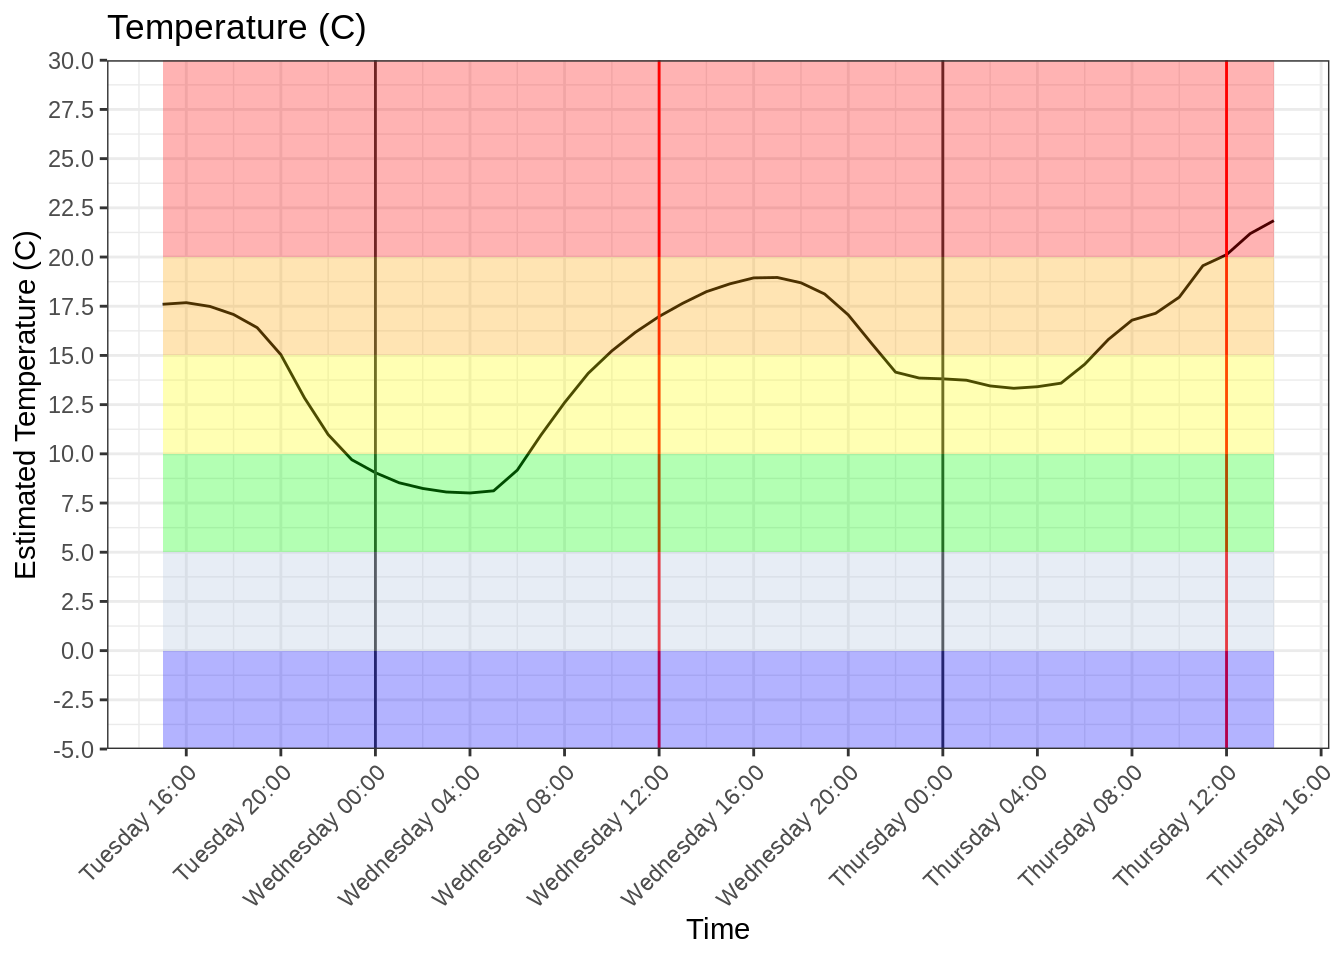 Temperature (C)
Estimated Temperature (C)
30.0
27.5
25.0
22.5
20.0
17.5
15.0
12.5
10.0
7.5
5.0
2.5
0.0
-2.5
-5.0
Tuesday 16:00
Tuesday 20:00
Wednesday 00:00
Wednesday 04:00
Wednesday 08:00
Wednesday 12:00
Wednesday 16:00
Wednesday 20:00
Thursday 00:00
Thursday 04:00
Thursday 08:00
Thursday 12:00
Thursday 16:00
Time